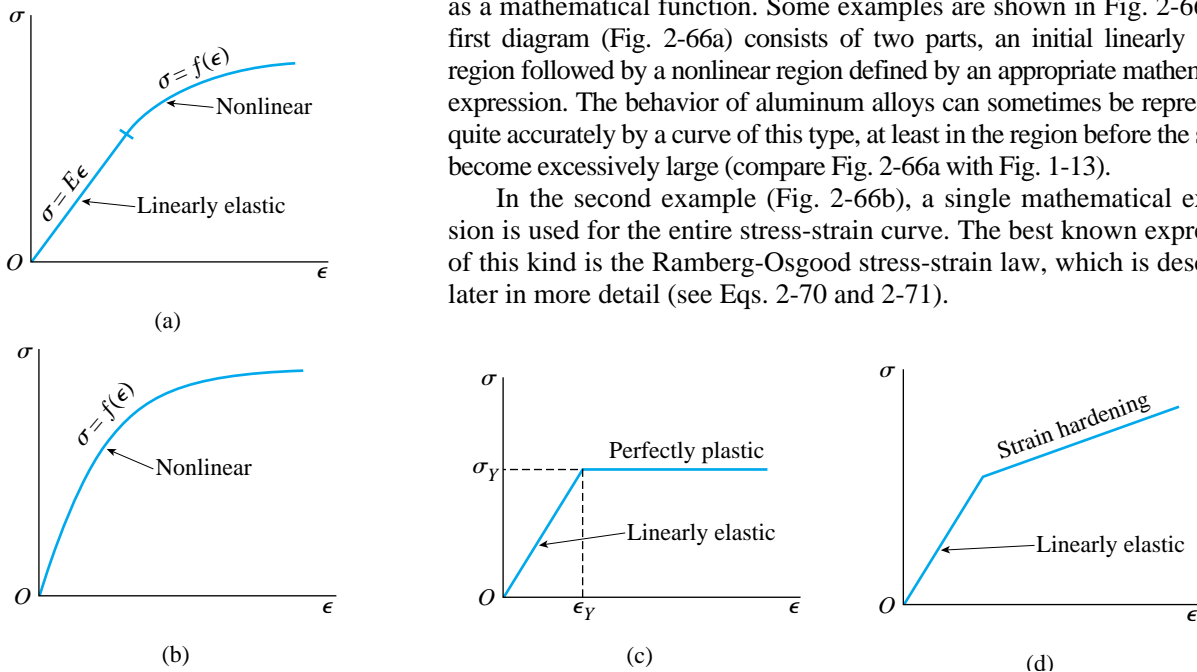 as a mathematical function. Some examples are shown in Fig. 2-66
first diagram (Fig. 2-66a) consists of two parts, an initial linearly
region followed by a nonlinear region defined by an appropriate mathem
expression. The behavior of aluminum alloys can sometimes be repre
quite accurately by a curve of this type, at least in the region before the s
become excessively large (compare Fig. 2-66a with Fig. 1-13).
In the second example (Fig. 2-66b), a single mathematical ex
sion is used for the entire stress-strain curve. The best known expre
of this kind is the Ramberg-Osgood stress-strain law, which is desc
later in more detail (see Eqs. 2-70 and 2-71).
σ
σ = f(ϵ)
Nonlinear
σ = Eϵ
Linearly elastic
O
ϵ
(a)
σ
σ = f(ϵ)
Nonlinear
O
ϵ
(b)
σ
Perfectly plastic
σY
Linearly elastic
O
ϵY
ϵ
(c)
σ
Strain hardening
Linearly elastic
O
ϵ
(d)